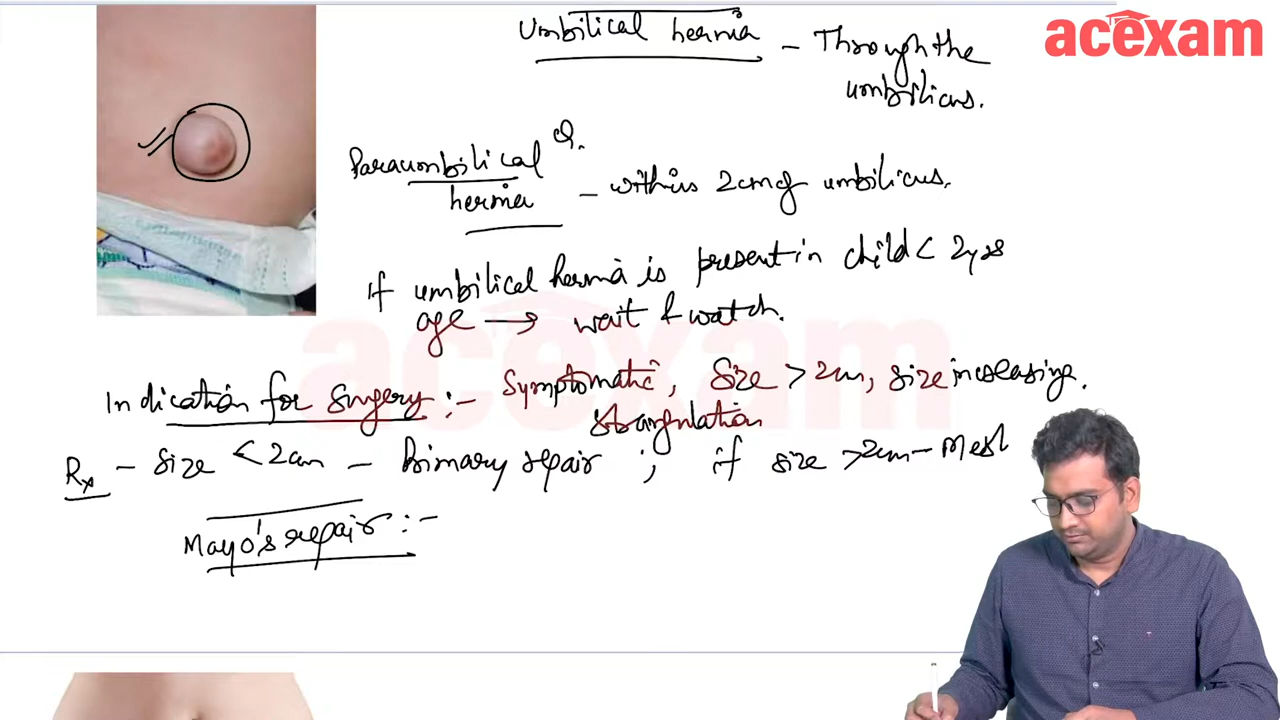 acexam
Umbilical hernia - Through the
umbilicus.
Paraumbilical Q.
hernia - within 2cm of umbilicus.
If umbilical hernia is present in child < 2yrs
age → wait & watch.
Indication for surgery :- Symptomatic, Size > 2cm, size increasing.
strangulation
Rx - Size < 2cm - Primary repair ; if size >2cm - Mesh
Mayo's repair :-
acexam